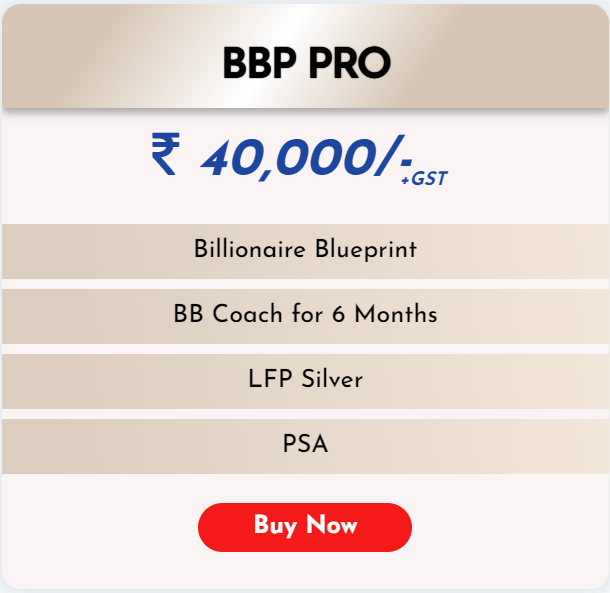 BBP PRO
₹ 40,000/-
+GST
Billionaire Blueprint
BB Coach for 6 Months
LFP Silver
PSA
Buy Now